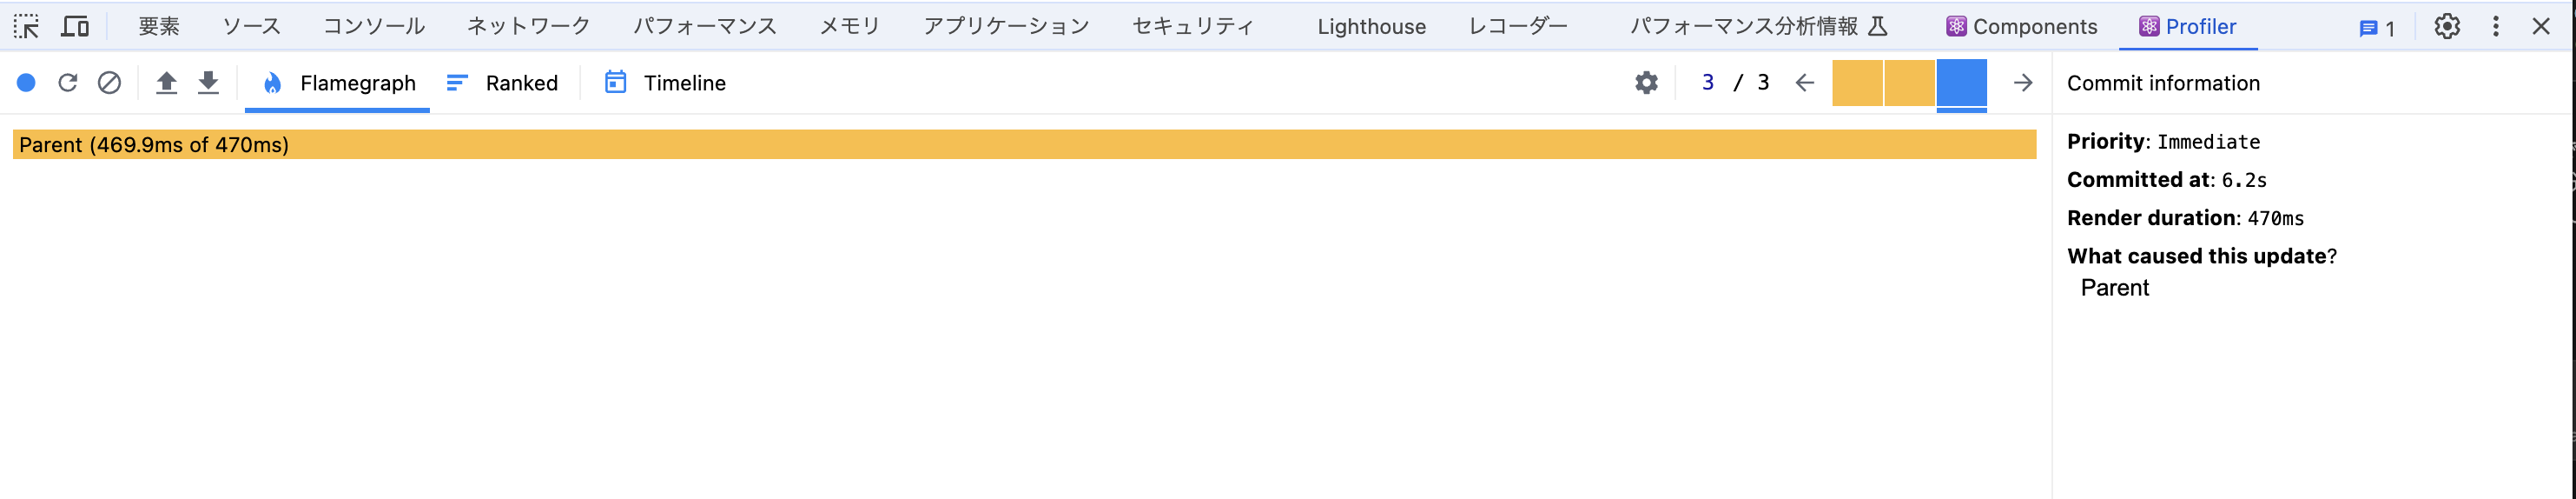 要素 ソース コンソール ネットワーク パフォーマンス メモリ アプリケーション セキュリティ Lighthouse レコーダー パフォーマンス分析情報 Components Profiler 1
Flamegraph Ranked Timeline 3 / 3 Commit information
Parent (469.9ms of 470ms)
Priority: Immediate
Committed at: 6.2s
Render duration: 470ms
What caused this update?
Parent